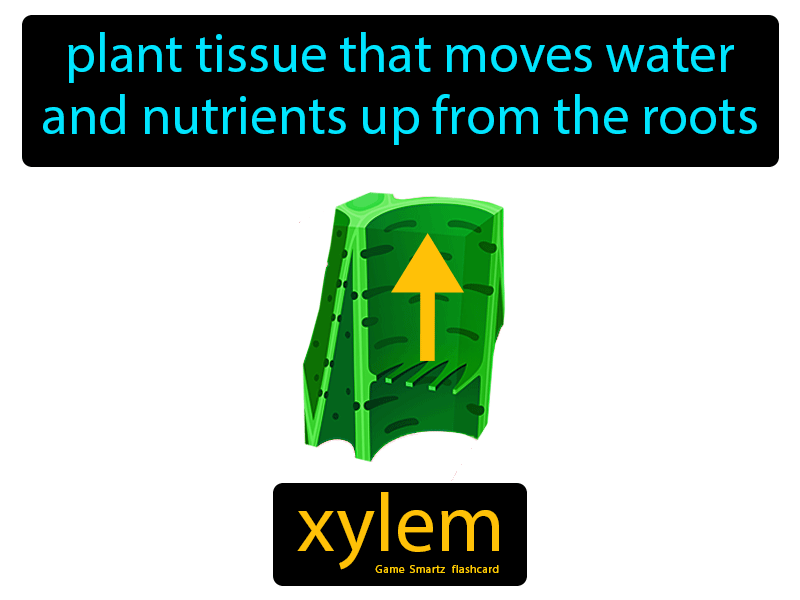 plant tissue that moves water
and nutrients up from the roots
xylem
Game Smartz flashcard